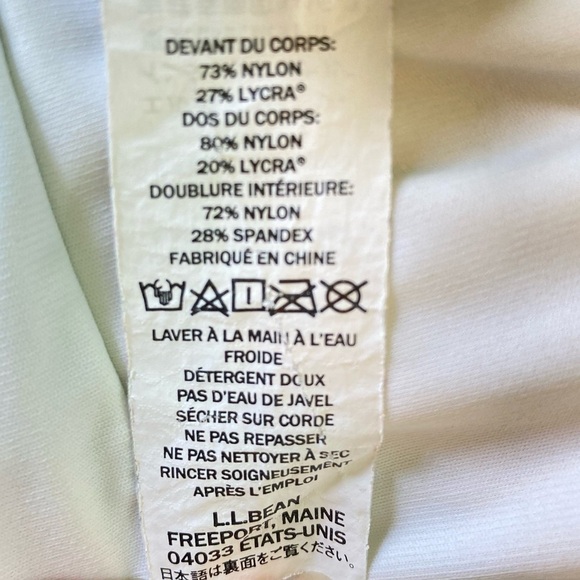 DEVANT DU CORPS:
73% NYLON
27% LYCRA®
DOS DU CORPS:
80% NYLON
20% LYCRA®
DOUBLURE INTÉRIEURE:
72% NYLON
28% SPANDEX
FABRIQUÉ EN CHINE
LAVER À LA MAIN À L'EAU
FROIDE
DÉTERGENT DOUX
PAS D'EAU DE JAVEL
SÉCHER SUR CORDE
NE PAS REPASSER
NE PAS NETTOYER À SEC
RINCER SOIGNEUSEMENT
APRÈS L'EMPLOI
L.L.BEAN
FREEPORT, MAINE
04033 ÉTATS-UNIS
日本語は裏面をご覧ください。